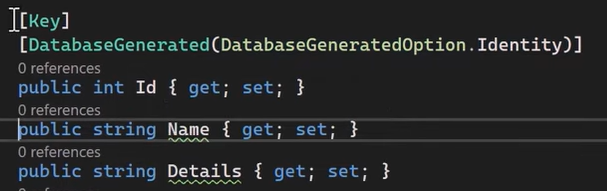 [Key]
[DatabaseGenerated(DatabaseGeneratedOption.Identity)]
0 references
public int Id { get; set; }
0 references
public string Name { get; set; }
0 references
public string Details { get; set; }